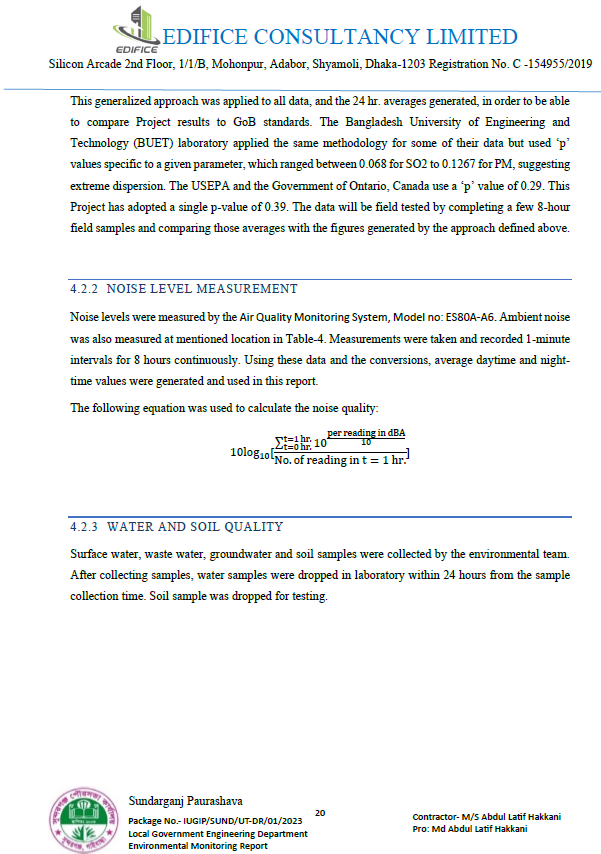 EDIFICE
EDIFICE CONSULTANCY LIMITED
Silicon Arcade 2nd Floor, 1/1/B, Mohonpur, Adabor, Shyamoli, Dhaka-1203 Registration No. C -154955/2019
This generalized approach was applied to all data, and the 24 hr. averages generated, in order to be able
to compare Project results to GoB standards. The Bangladesh University of Engineering and
Technology (BUET) laboratory applied the same methodology for some of their data but used ‘p’
values specific to a given parameter, which ranged between 0.068 for SO2 to 0.1267 for PM, suggesting
extreme dispersion. The USEPA and the Government of Ontario, Canada use a ‘p’ value of 0.29. This
Project has adopted a single p-value of 0.39. The data will be field tested by completing a few 8-hour
field samples and comparing those averages with the figures generated by the approach defined above.
4.2.2 NOISE LEVEL MEASUREMENT
Noise levels were measured by the Air Quality Monitoring System, Model no: ES80A-A6. Ambient noise
was also measured at mentioned location in Table-4. Measurements were taken and recorded 1-minute
intervals for 8 hours continuously. Using these data and the conversions, average daytime and night-
time values were generated and used in this report.
The following equation was used to calculate the noise quality:
10log₁₀[(∑ t=0 hr. t=1 hr. 10^(per reading in dBA/10))/(No. of reading in t = 1 hr.)]
4.2.3 WATER AND SOIL QUALITY
Surface water, waste water, groundwater and soil samples were collected by the environmental team.
After collecting samples, water samples were dropped in laboratory within 24 hours from the sample
collection time. Soil sample was dropped for testing.
Sundarganj Paurashava
Package No.- IUGIP/SUND/UT-DR/01/2023
Local Government Engineering Department
Environmental Monitoring Report
20
Contractor- M/S Abdul Latif Hakkani
Pro: Md Abdul Latif Hakkani